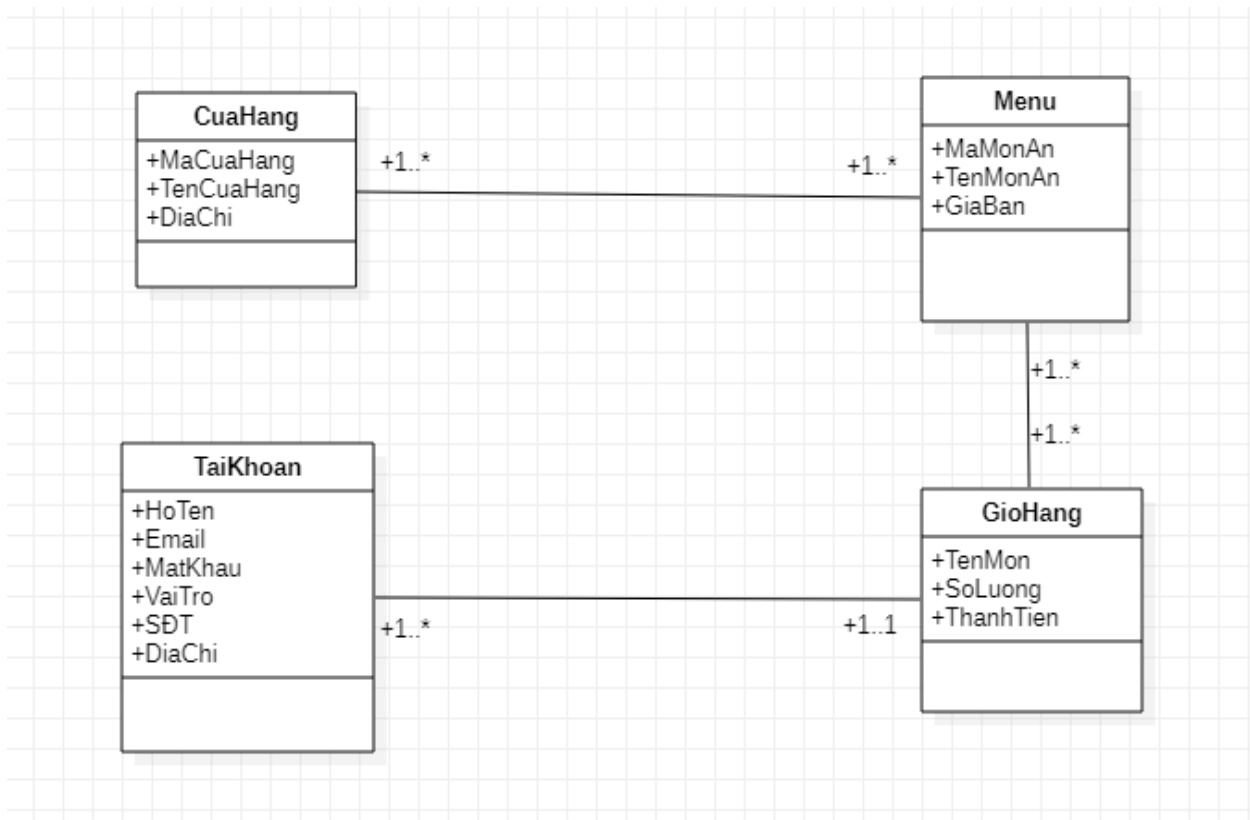 CuaHang
+MaCuaHang
+TenCuaHang
+DiaChi
+1..*
+1..*
Menu
+MaMonAn
+TenMonAn
+GiaBan
+1..*
+1..*
TaiKhoan
+HoTen
+Email
+MatKhau
+VaiTro
+SĐT
+DiaChi
+1..*
+1..1
GioHang
+TenMon
+SoLuong
+ThanhTien